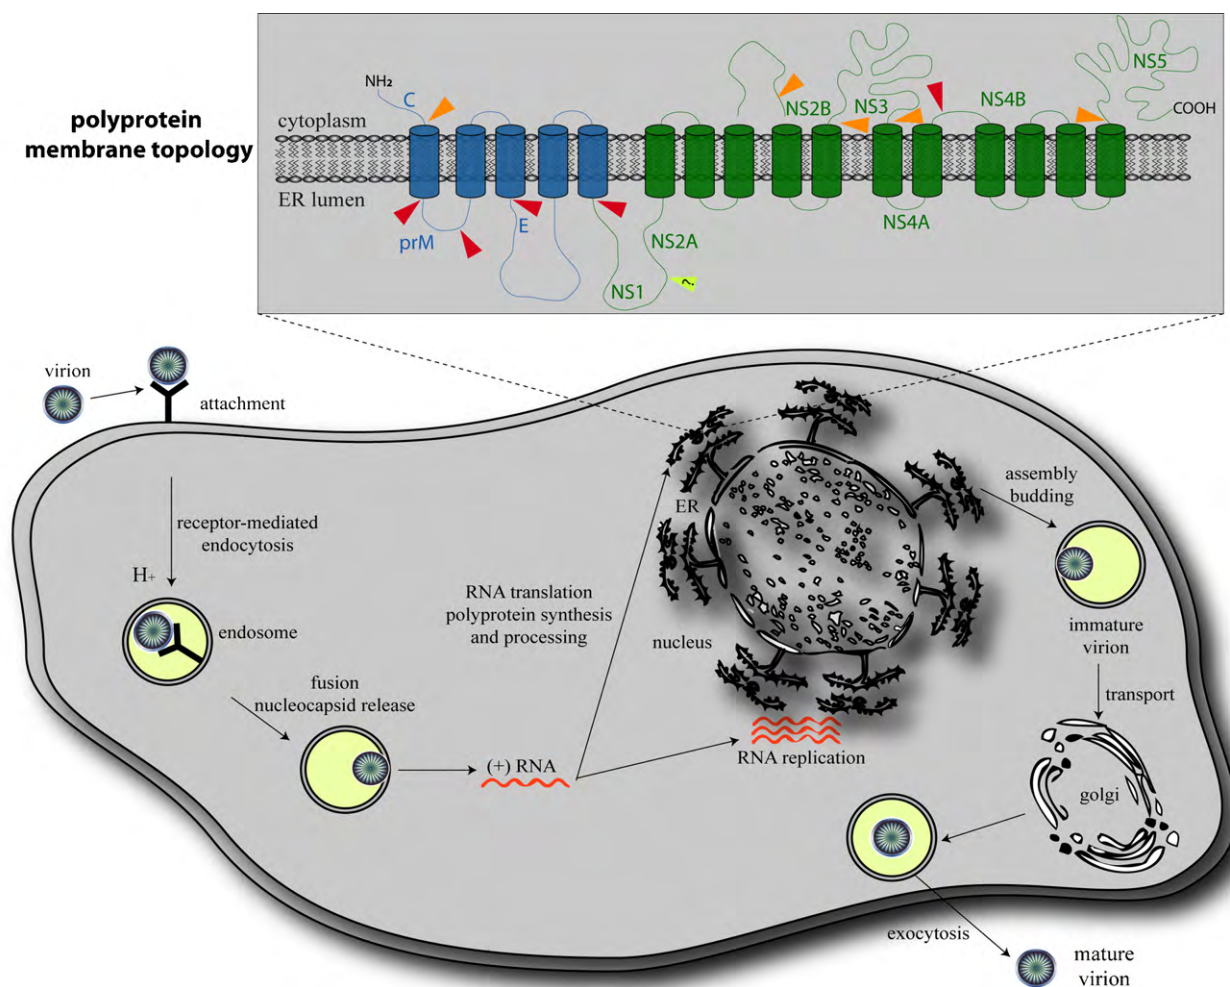 polyprotein
membrane topology
NH₂
C
cytoplasm
ER lumen
prM
E
NS1
NS2A
?
NS2B
NS3
NS4A
NS4B
NS5
COOH
virion
attachment
receptor-mediated
endocytosis
H+
endosome
fusion
nucleocapsid release
(+) RNA
RNA translation
polyprotein synthesis
and processing
ER
nucleus
RNA replication
assembly
budding
immature
virion
transport
golgi
exocytosis
mature
virion